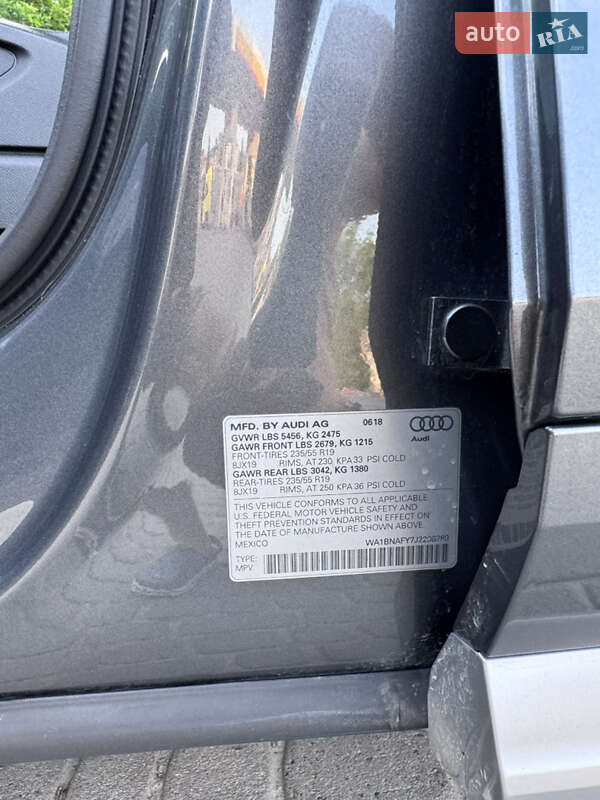 auto RIA .com
MFD. BY AUDI AG 0618
GVWR LBS 5456, KG 2475
GAWR FRONT LBS 2679, KG 1215
FRONT-TIRES 235/55 R19
8JX19 RIMS, AT 230 KPA 33 PSI COLD
GAWR REAR LBS 3042, KG 1380
REAR-TIRES 235/55 R19
8JX19 RIMS, AT 250 KPA 36 PSI COLD
THIS VEHICLE CONFORMS TO ALL APPLICABLE
U.S. FEDERAL MOTOR VEHICLE SAFETY AND
THEFT PREVENTION STANDARDS IN EFFECT ON
THE DATE OF MANUFACTURE SHOWN ABOVE
MEXICO
TYPE:
MPV
Audi